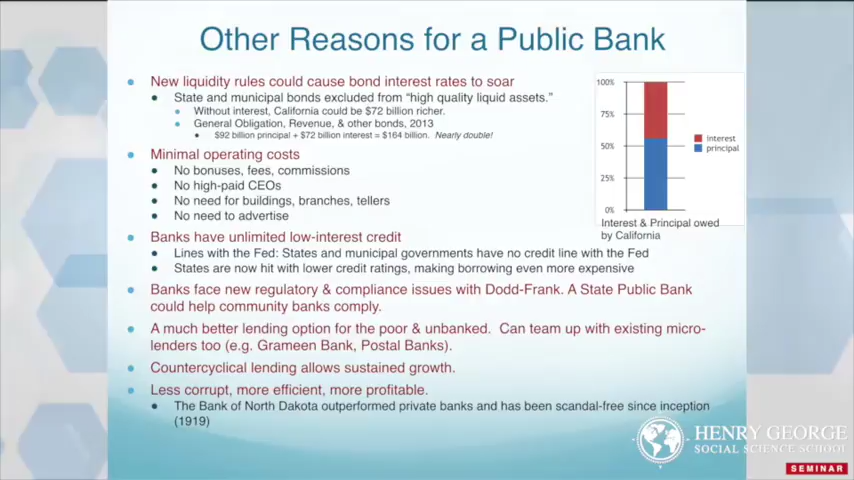 Other Reasons for a Public Bank
New liquidity rules could cause bond interest rates to soar
State and municipal bonds excluded from “high quality liquid assets.”
Without interest, California could be $72 billion richer.
General Obligation, Revenue, & other bonds, 2013
$92 billion principal + $72 billion interest = $164 billion. Nearly double!
Minimal operating costs
No bonuses, fees, commissions
No high-paid CEOs
No need for buildings, branches, tellers
No need to advertise
Banks have unlimited low-interest credit
Lines with the Fed: States and municipal governments have no credit line with the Fed
States are now hit with lower credit ratings, making borrowing even more expensive
Banks face new regulatory & compliance issues with Dodd-Frank. A State Public Bank
could help community banks comply.
A much better lending option for the poor & unbanked. Can team up with existing micro-
lenders too (e.g. Grameen Bank, Postal Banks).
Countercyclical lending allows sustained growth.
Less corrupt, more efficient, more profitable.
The Bank of North Dakota outperformed private banks and has been scandal-free since inception
(1919)
100%
75%
50%
25%
0%
interest
principal
Interest & Principal owed
by California
HENRY GEORGE
SOCIAL SCIENCE SCHOOL
SEMINAR